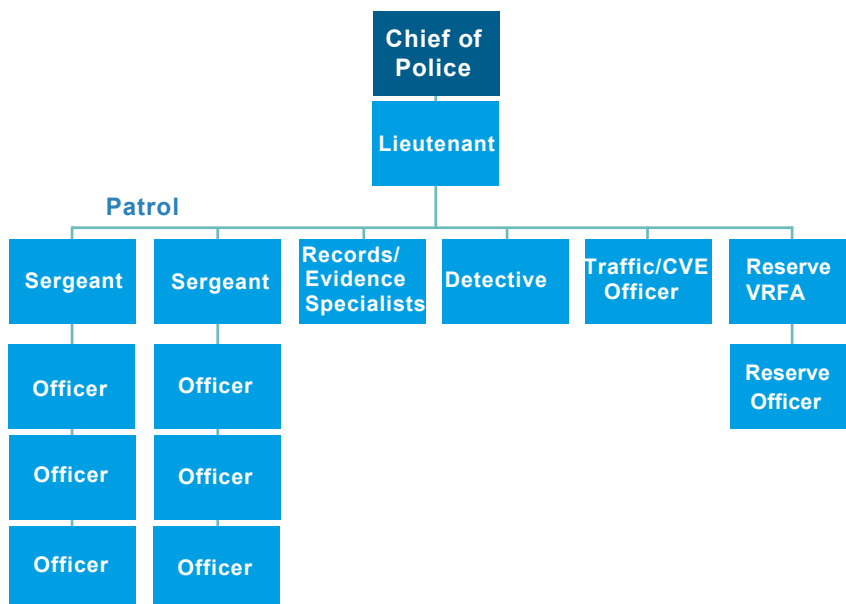 Chief of
Police
Lieutenant
Patrol
Sergeant
Sergeant
Records/
Evidence
Specialists
Detective
Traffic/CVE
Officer
Reserve
VRFA
Officer
Officer
Reserve
Officer
Officer
Officer
Officer
Officer